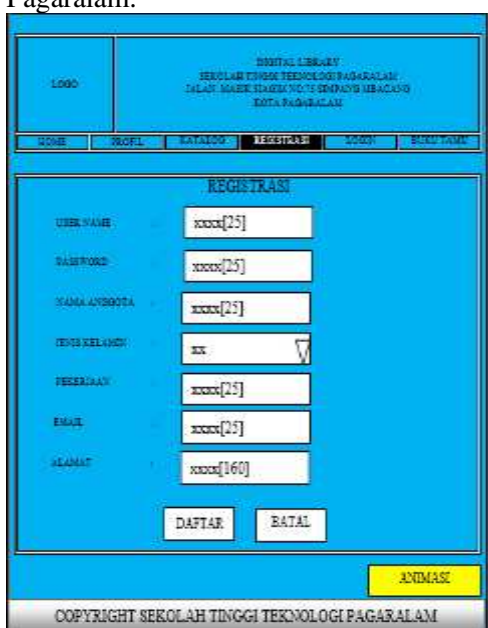 Pagaralam.
LOGO
DIGITAL LIBRARY
SEKOLAH TINGGI TEKNOLOGI PAGARALAM
JALAN MASIK SIAGIM NO.75 SIMPANG MBACANG
KOTA PAGARALAM
HOME PROFIL KATALOG REGISTRASI LOGIN BUKU TAMU
REGISTRASI
USER NAME : xxxx[25]
PASSWORD : xxxx[25]
NAMA ANGGOTA : xxxx[25]
JENIS KELAMIN : xx
PEKERJAAN : xxxx[25]
EMAIL : xxxx[25]
ALAMAT : xxxx[160]
DAFTAR BATAL
ANIMASI
COPYRIGHT SEKOLAH TINGGI TEKNOLOGI PAGARALAM